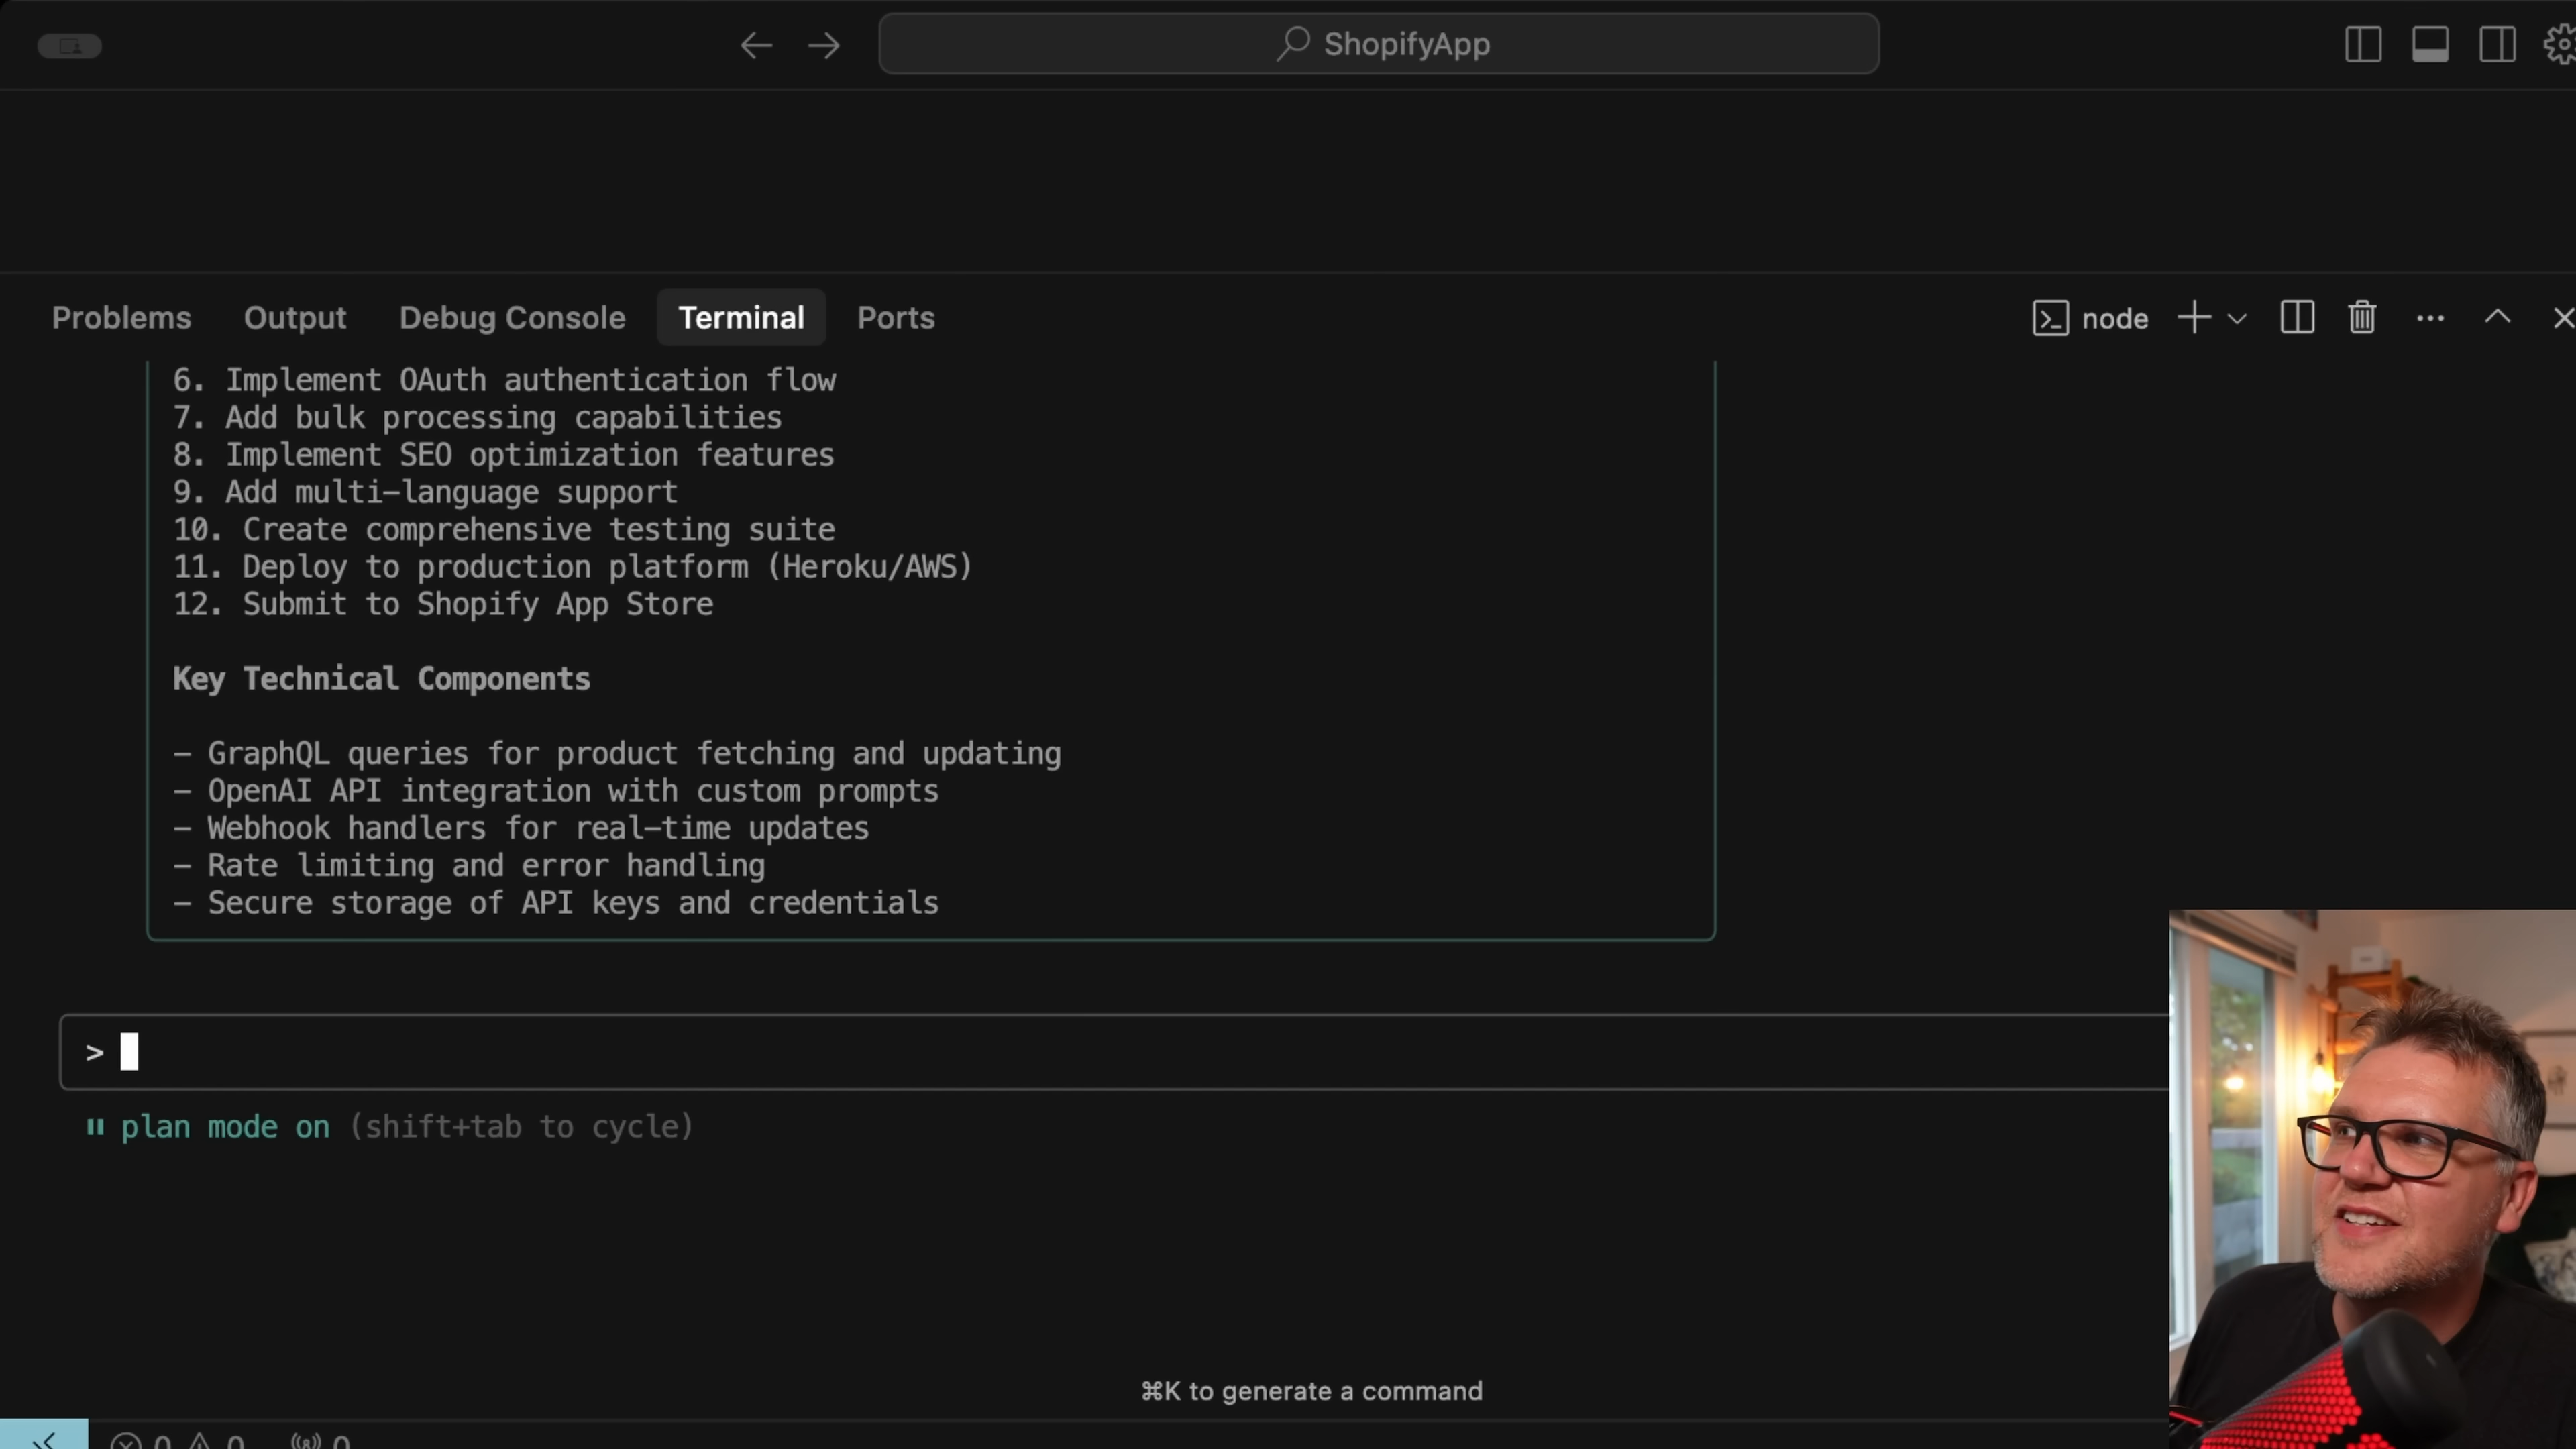 ShopifyApp
Problems Output Debug Console Terminal Ports node
6. Implement OAuth authentication flow
7. Add bulk processing capabilities
8. Implement SEO optimization features
9. Add multi-language support
10. Create comprehensive testing suite
11. Deploy to production platform (Heroku/AWS)
12. Submit to Shopify App Store
Key Technical Components
- GraphQL queries for product fetching and updating
- OpenAI API integration with custom prompts
- Webhook handlers for real-time updates
- Rate limiting and error handling
- Secure storage of API keys and credentials
>
plan mode on (shift+tab to cycle)
⌘K to generate a command
0 0 0